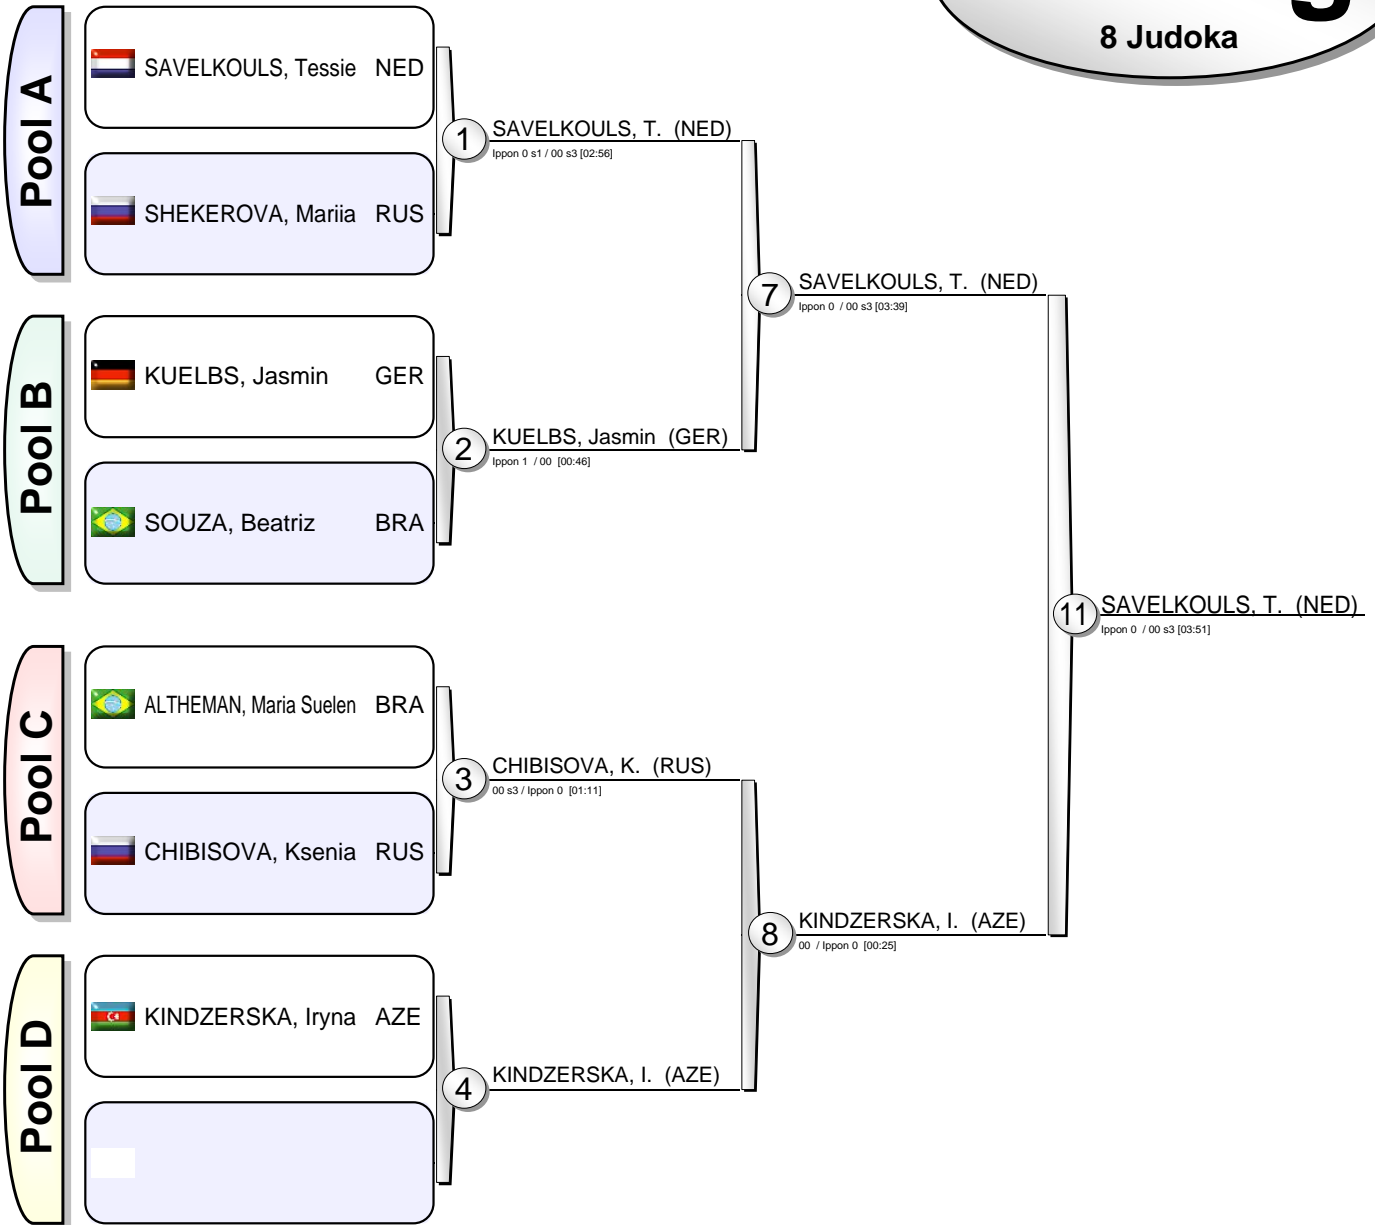 8 Judoka
Pool A
SAVELKOULS, Tessie NED
SHEKEROVA, Mariia RUS
1 SAVELKOULS, T. (NED)
Ippon 0 s1 / 00 s3 [02:56]
7 SAVELKOULS, T. (NED)
Ippon 0 / 00 s3 [03:39]
Pool B
KUELBS, Jasmin GER
SOUZA, Beatriz BRA
2 KUELBS, Jasmin (GER)
Ippon 1 / 00 [00:46]
11 SAVELKOULS, T. (NED)
Ippon 0 / 00 s3 [03:51]
Pool C
ALTHEMAN, Maria Suelen BRA
CHIBISOVA, Ksenia RUS
3 CHIBISOVA, K. (RUS)
00 s3 / Ippon 0 [01:11]
8 KINDZERSKA, I. (AZE)
00 / Ippon 0 [00:25]
Pool D
KINDZERSKA, Iryna AZE
4 KINDZERSKA, I. (AZE)